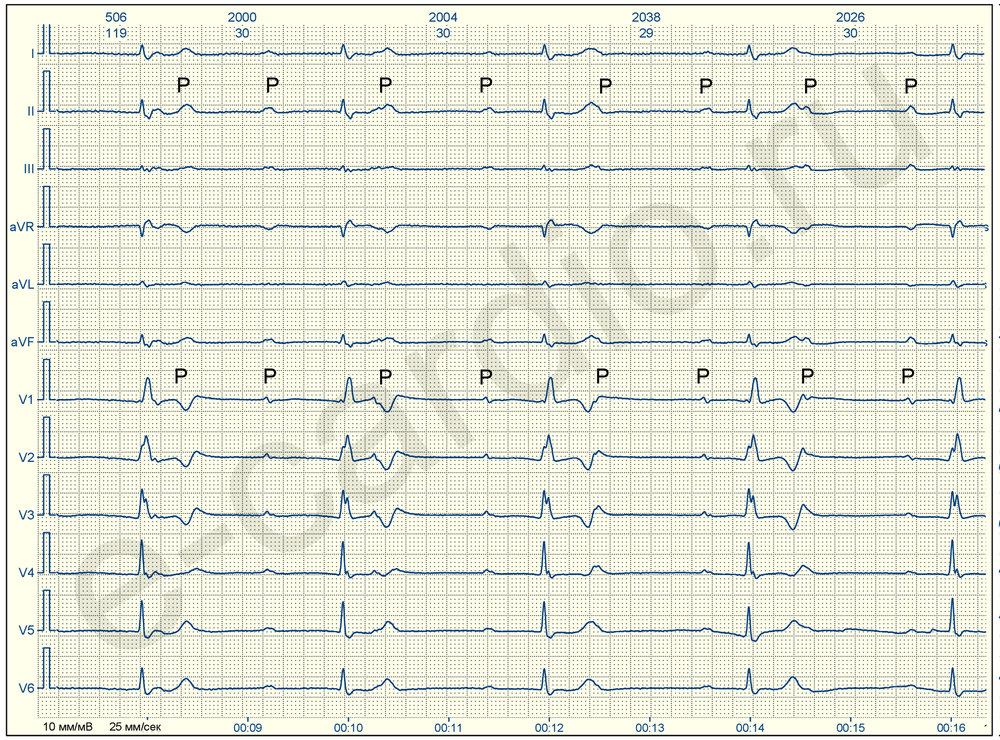 506 2000 2004 2038 2026
119 30 30 29 30
I
P P P P P P P P
II
III
aVR
aVL
aVF
P P P P P P P P
V1
V2
V3
V4
V5
V6
10 мм/мВ 25 мм/сек 00:09 00:10 00:11 00:12 00:13 00:14 00:15 00:16
e-cardio.ru